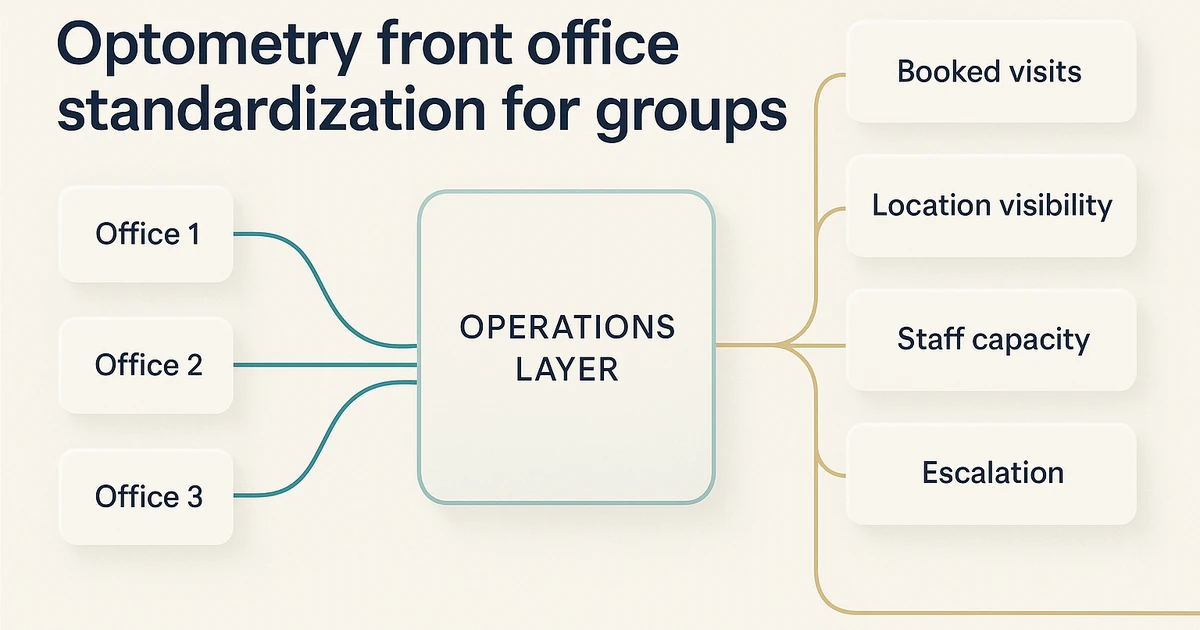 Optometry front office
standardization for groups
Office 1
Office 2
Office 3
OPERATIONS
LAYER
Booked visits
Location visibility
Staff capacity
Escalation